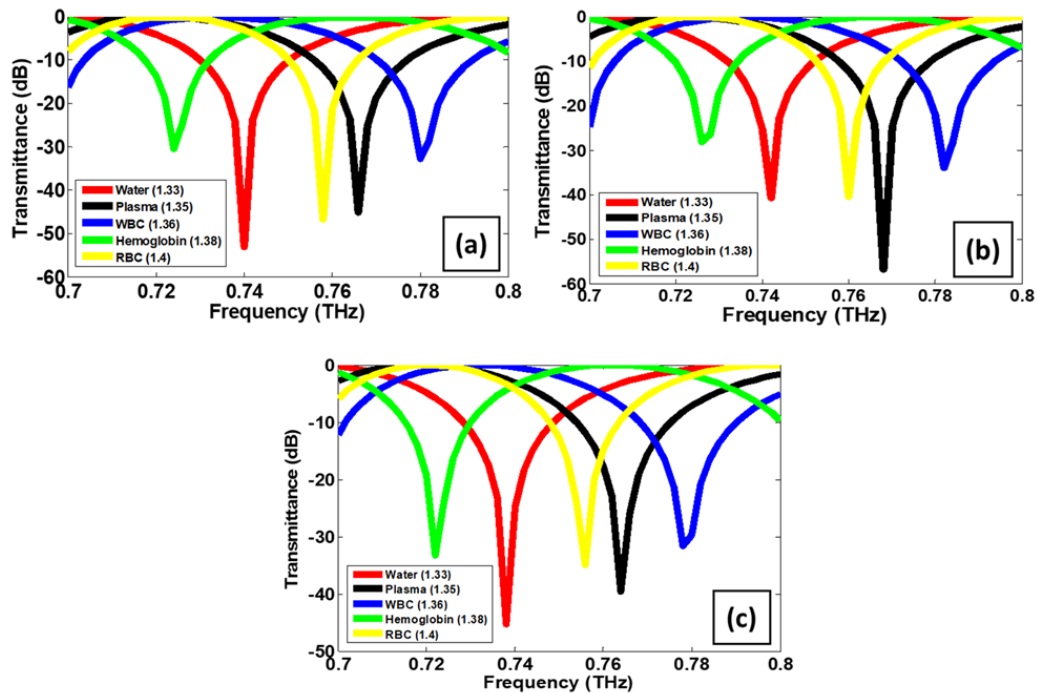 0
-10
-20
-30
-40
-50
-60
Transmittance (dB)
Water (1.33)
Plasma (1.35)
WBC (1.36)
Hemoglobin (1.38)
RBC (1.4)
(a)
0.7
0.72
0.74
0.76
0.78
0.8
Frequency (THz)
0
-10
-20
-30
-40
-50
-60
Transmittance (dB)
Water (1.33)
Plasma (1.35)
WBC (1.36)
Hemoglobin (1.38)
RBC (1.4)
(b)
0.7
0.72
0.74
0.76
0.78
0.8
Frequency (THz)
0
-10
-20
-30
-40
-50
Transmittance (dB)
Water (1.33)
Plasma (1.35)
WBC (1.36)
Hemoglobin (1.38)
RBC (1.4)
(c)
0.7
0.72
0.74
0.76
0.78
0.8
Frequency (THz)